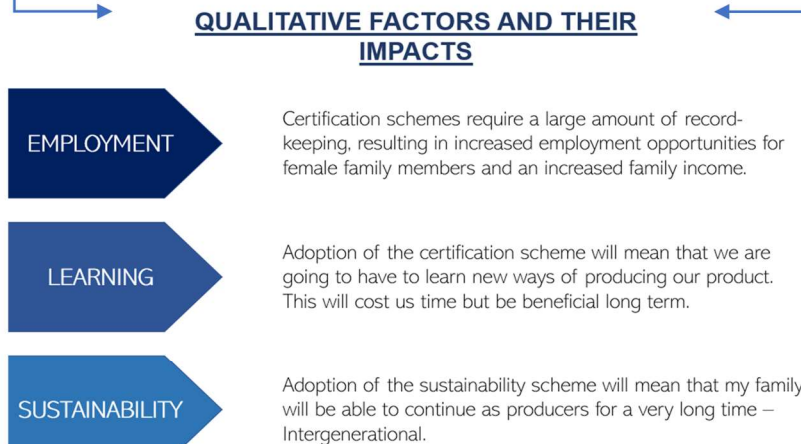 QUALITATIVE FACTORS AND THEIR
IMPACTS
EMPLOYMENT
Certification schemes require a large amount of record-
keeping, resulting in increased employment opportunities for
female family members and an increased family income.
LEARNING
Adoption of the certification scheme will mean that we are
going to have to learn new ways of producing our product.
This will cost us time but be beneficial long term.
SUSTAINABILITY
Adoption of the sustainability scheme will mean that my family
will be able to continue as producers for a very long time –
Intergenerational.